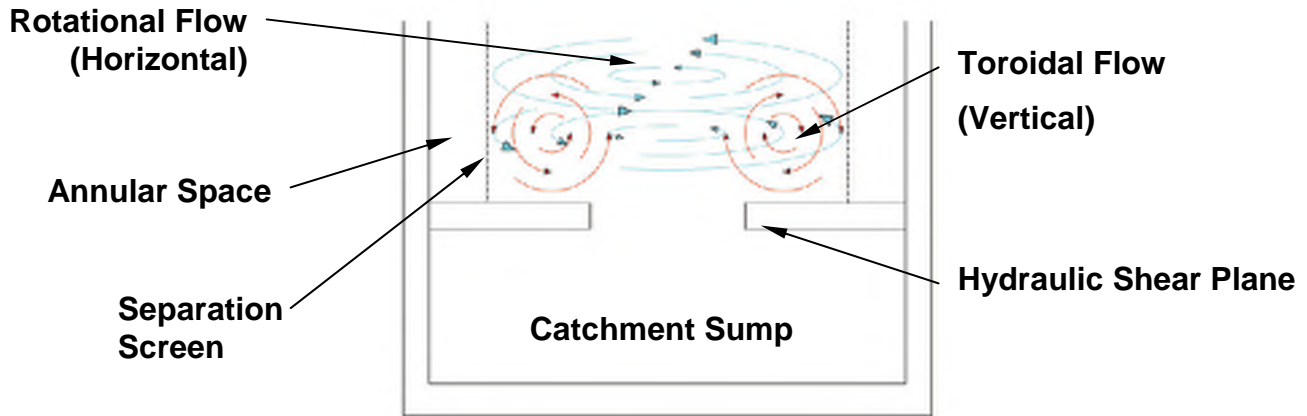 Rotational Flow
(Horizontal)
Toroidal Flow
(Vertical)
Annular Space
Separation
Screen
Hydraulic Shear Plane
Catchment Sump